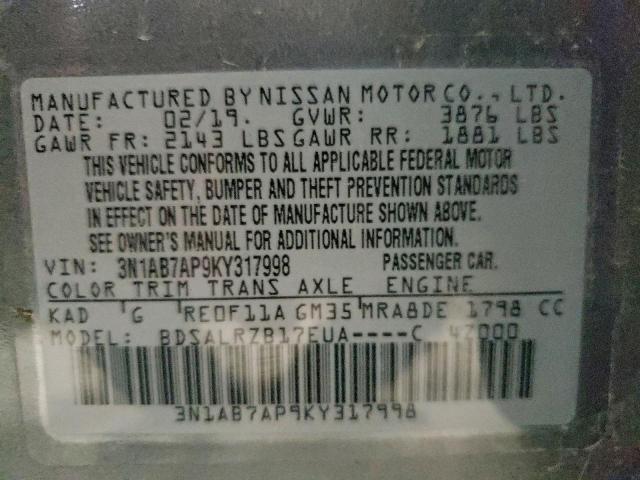 MANUFACTURED BY NISSAN MOTOR CO., LTD.
DATE: 02/19. GVWR: 3876 LBS
GAWR FR: 2143 LBS GAWR RR: 1881 LBS
THIS VEHICLE CONFORMS TO ALL APPLICABLE FEDERAL MOTOR
VEHICLE SAFETY, BUMPER AND THEFT PREVENTION STANDARDS
IN EFFECT ON THE DATE OF MANUFACTURE SHOWN ABOVE.
SEE OWNER'S MANUAL FOR ADDITIONAL INFORMATION.
VIN: 3N1AB7AP9KY317998 PASSENGER CAR.
COLOR TRIM TRANS AXLE ENGINE
KAD G RE0F11A GM35 MRA8DE 1798 CC
MODEL: BDSALRZB17EUA----C 4Z000
3N1AB7AP9KY317998